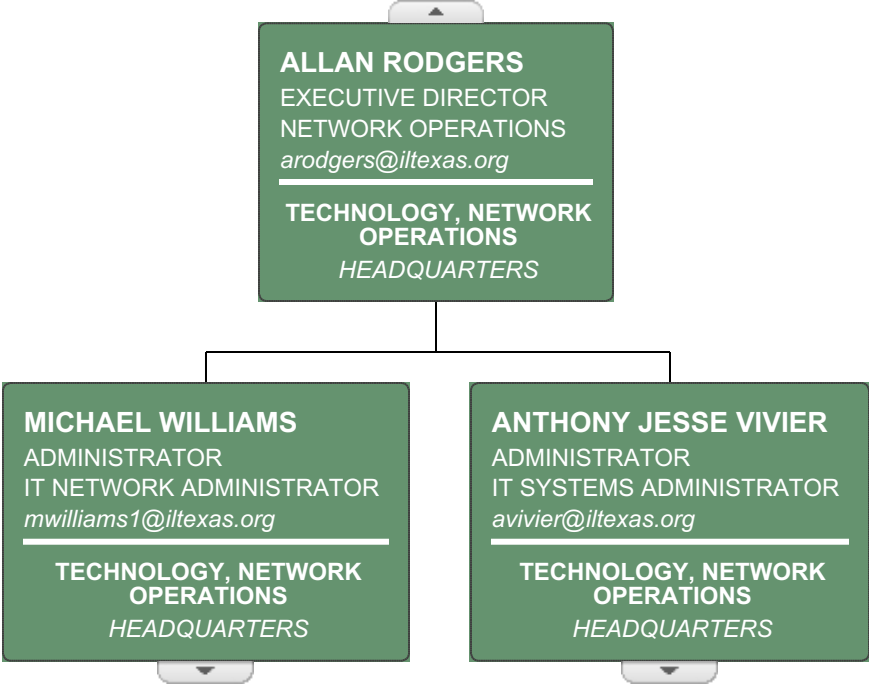 ALLAN RODGERS
EXECUTIVE DIRECTOR
NETWORK OPERATIONS
arodgers@iltexas.org
TECHNOLOGY, NETWORK
OPERATIONS
HEADQUARTERS
MICHAEL WILLIAMS
ADMINISTRATOR
IT NETWORK ADMINISTRATOR
mwilliams1@iltexas.org
TECHNOLOGY, NETWORK
OPERATIONS
HEADQUARTERS
ANTHONY JESSE VIVIER
ADMINISTRATOR
IT SYSTEMS ADMINISTRATOR
avivier@iltexas.org
TECHNOLOGY, NETWORK
OPERATIONS
HEADQUARTERS